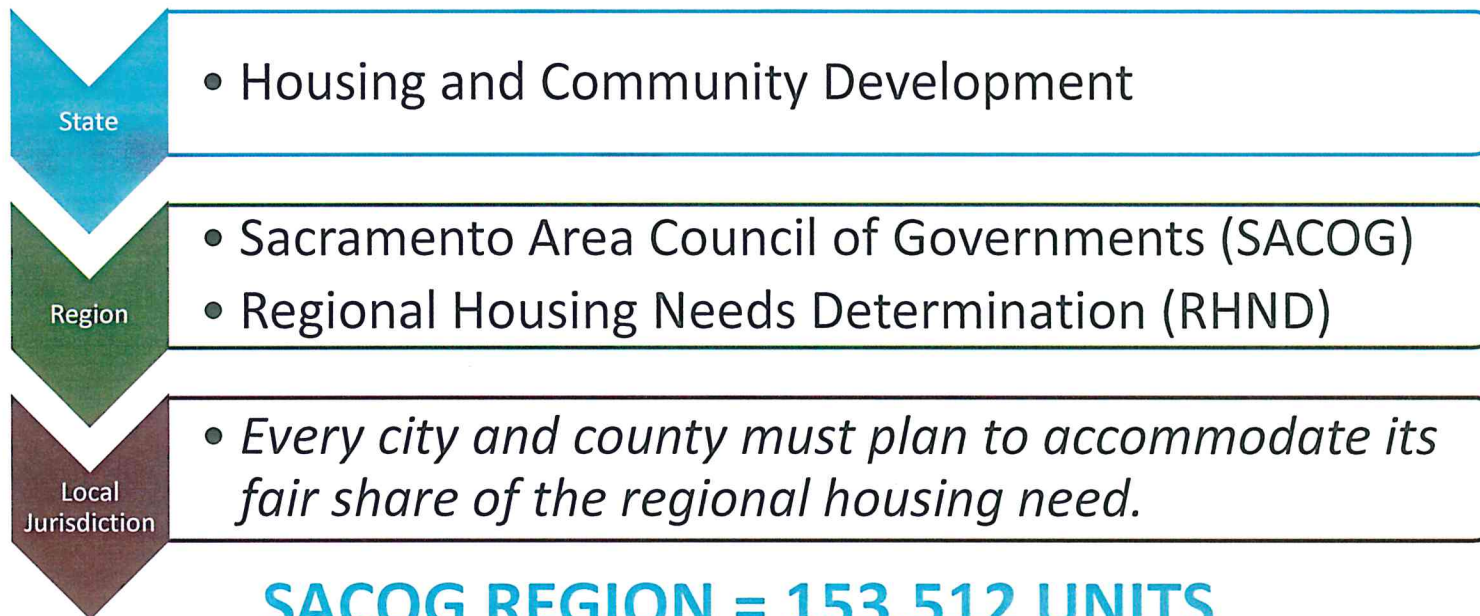 State
• Housing and Community Development
Region
• Sacramento Area Council of Governments (SACOG)
• Regional Housing Needs Determination (RHND)
Local
Jurisdiction
• Every city and county must plan to accommodate its
fair share of the regional housing need.
SACOG REGION = 153,512 UNITS